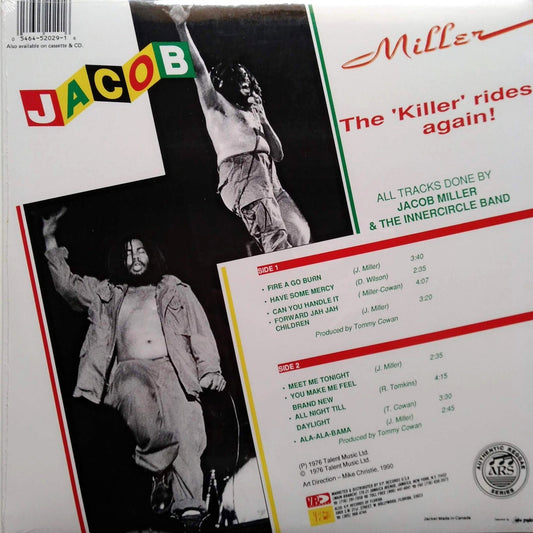 0 5464-52029-1 4
Also available on cassette & CD.
JACOB
Miller
The 'Killer' rides
again!
ALL TRACKS DONE BY
JACOB MILLER
& THE INNERCIRCLE BAND
SIDE 1
• FIRE A GO BURN (J. Miller) 3:40
• HAVE SOME MERCY (D. Wilson) 2:35
• CAN YOU HANDLE IT ( Miller-Cowan) 4:07
• FORWARD JAH JAH (J. Miller) 3:20
CHILDREN
Produced by Tommy Cowan
SIDE 2
• MEET ME TONIGHT (J. Miller) 2:35
• YOU MAKE ME FEEL (R. Tomkins) 4:15
BRAND NEW
• ALL NIGHT TILL (T. Cowan) 3:30
DAYLIGHT
• ALA-ALA-BAMA (J. Miller) 2:45
Produced by Tommy Cowan
(P) 1976 Talent Music Ltd.
© 1976 Talent Music Ltd.
Art Direction – Mike Christie, 1990
MARKETED & DISTRIBUTED BY V.P. RECORDS U.S.A.
AUTHENTIC REGGAE
ARS
SERIES
Jacket Made in Canada